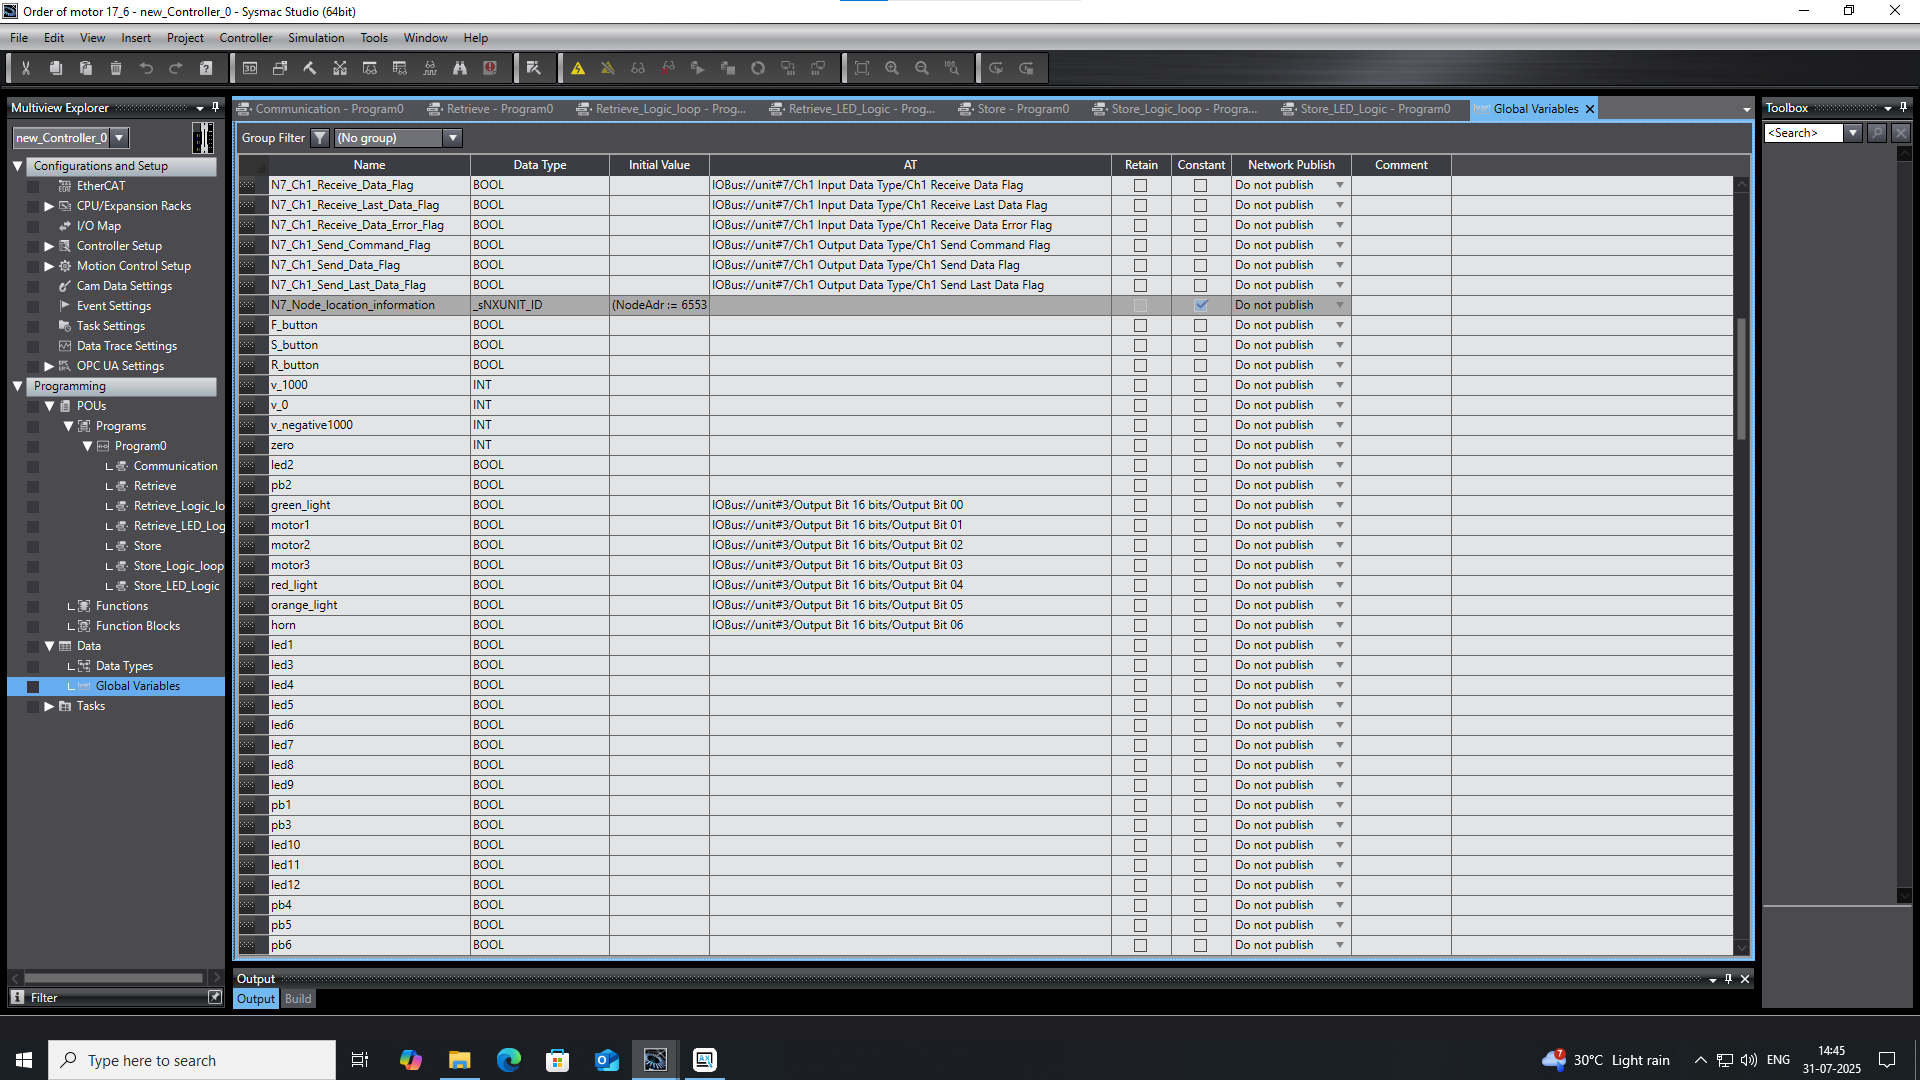 Order of motor 17_6 - new_Controller_0 - Sysmac Studio (64bit)
File Edit View Insert Project Controller Simulation Tools Window Help
Multiview Explorer
new_Controller_0
Configurations and Setup
EtherCAT
CPU/Expansion Racks
I/O Map
Controller Setup
Motion Control Setup
Cam Data Settings
Event Settings
Task Settings
Data Trace Settings
OPC UA Settings
Programming
POUs
Programs
Program0
Communication
Retrieve
Retrieve_Logic_lo
Retrieve_LED_Log
Store
Store_Logic_loop
Store_LED_Logic
Functions
Function Blocks
Data
Data Types
Global Variables
Tasks
Filter
Communication - Program0 Retrieve - Program0 Retrieve_Logic_loop - Prog... Retrieve_LED_Logic - Prog... Store - Program0 Store_Logic_loop - Progra... Store_LED_Logic - Program0 Global Variables
Group Filter (No group)
Name Data Type Initial Value AT Retain Constant Network Publish Comment
N7_Ch1_Receive_Data_Flag BOOL IOBus://unit#7/Ch1 Input Data Type/Ch1 Receive Data Flag Do not publish
N7_Ch1_Receive_Last_Data_Flag BOOL IOBus://unit#7/Ch1 Input Data Type/Ch1 Receive Last Data Flag Do not publish
N7_Ch1_Receive_Data_Error_Flag BOOL IOBus://unit#7/Ch1 Input Data Type/Ch1 Receive Data Error Flag Do not publish
N7_Ch1_Send_Command_Flag BOOL IOBus://unit#7/Ch1 Output Data Type/Ch1 Send Command Flag Do not publish
N7_Ch1_Send_Data_Flag BOOL IOBus://unit#7/Ch1 Output Data Type/Ch1 Send Data Flag Do not publish
N7_Ch1_Send_Last_Data_Flag BOOL IOBus://unit#7/Ch1 Output Data Type/Ch1 Send Last Data Flag Do not publish
N7_Node_location_information _sNXUNIT_ID (NodeAdr := 6553 Do not publish
F_button BOOL Do not publish
S_button BOOL Do not publish
R_button BOOL Do not publish
v_1000 INT Do not publish
v_0 INT Do not publish
v_negative1000 INT Do not publish
zero INT Do not publish
led2 BOOL Do not publish
pb2 BOOL Do not publish
green_light BOOL IOBus://unit#3/Output Bit 16 bits/Output Bit 00 Do not publish
motor1 BOOL IOBus://unit#3/Output Bit 16 bits/Output Bit 01 Do not publish
motor2 BOOL IOBus://unit#3/Output Bit 16 bits/Output Bit 02 Do not publish
motor3 BOOL IOBus://unit#3/Output Bit 16 bits/Output Bit 03 Do not publish
red_light BOOL IOBus://unit#3/Output Bit 16 bits/Output Bit 04 Do not publish
orange_light BOOL IOBus://unit#3/Output Bit 16 bits/Output Bit 05 Do not publish
horn BOOL IOBus://unit#3/Output Bit 16 bits/Output Bit 06 Do not publish
led1 BOOL Do not publish
led3 BOOL Do not publish
led4 BOOL Do not publish
led5 BOOL Do not publish
led6 BOOL Do not publish
led7 BOOL Do not publish
led8 BOOL Do not publish
led9 BOOL Do not publish
pb1 BOOL Do not publish
pb3 BOOL Do not publish
led10 BOOL Do not publish
led11 BOOL Do not publish
led12 BOOL Do not publish
pb4 BOOL Do not publish
pb5 BOOL Do not publish
pb6 BOOL Do not publish
Output
Output Build
Toolbox
<Search>
Type here to search
30°C Light rain
ENG
14:45
31-07-2025